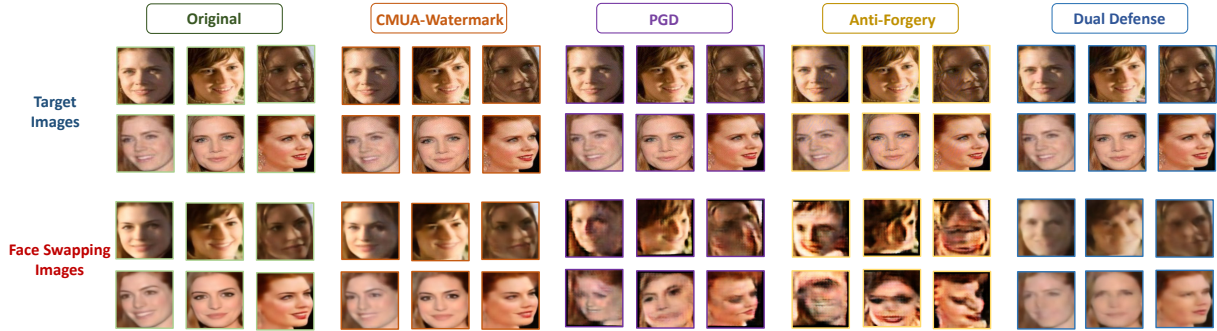 Original
CMUA-Watermark
PGD
Anti-Forgery
Dual Defense
Target
Images
Face Swapping
Images